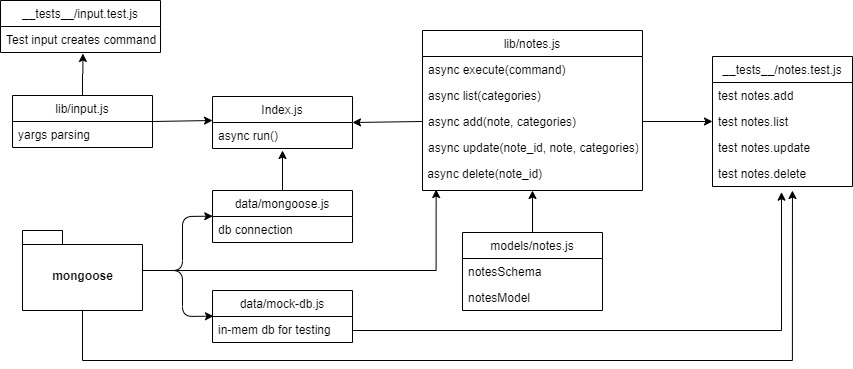 __tests__/input.test.js
Test input creates command
lib/input.js
yargs parsing
Index.js
async run()
lib/notes.js
async execute(command)
async list(categories)
async add(note, categories)
async update(note_id, note, categories)
async delete(note_id)
__tests__/notes.test.js
test notes.add
test notes.list
test notes.update
test notes.delete
data/mongoose.js
db connection
mongoose
models/notes.js
notesSchema
notesModel
data/mock-db.js
in-mem db for testing